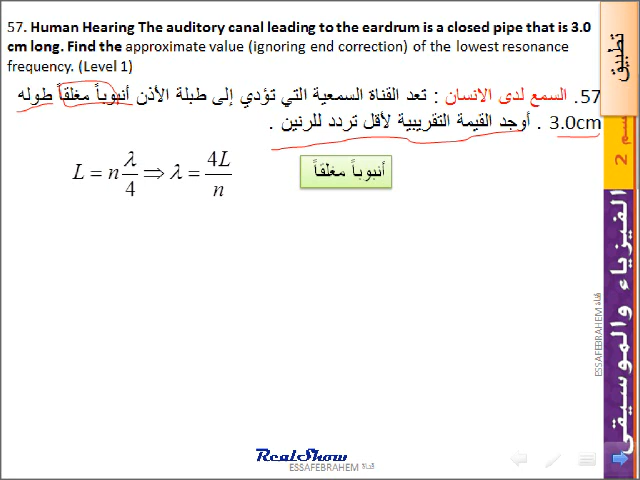 57. Human Hearing The auditory canal leading to the eardrum is a closed pipe that is 3.0
cm long. Find the approximate value (ignoring end correction) of the lowest resonance
frequency. (Level 1)
57. السمع لدى الانسان : تعد القناة السمعية التي تؤدي إلى طبلة الأذن أنبوباً مغلقاً طوله
3.0cm . أوجد القيمة التقريبية لأقل تردد للرنين .
L = n λ/4 ⇒ λ = 4L/n
أنبوباً مغلقاً
تطبيق
قسم 2
الفيزياء والموسيقى
قناة ESSAFEBRAHEM
RealShow
قناة ESSAFEBRAHEM